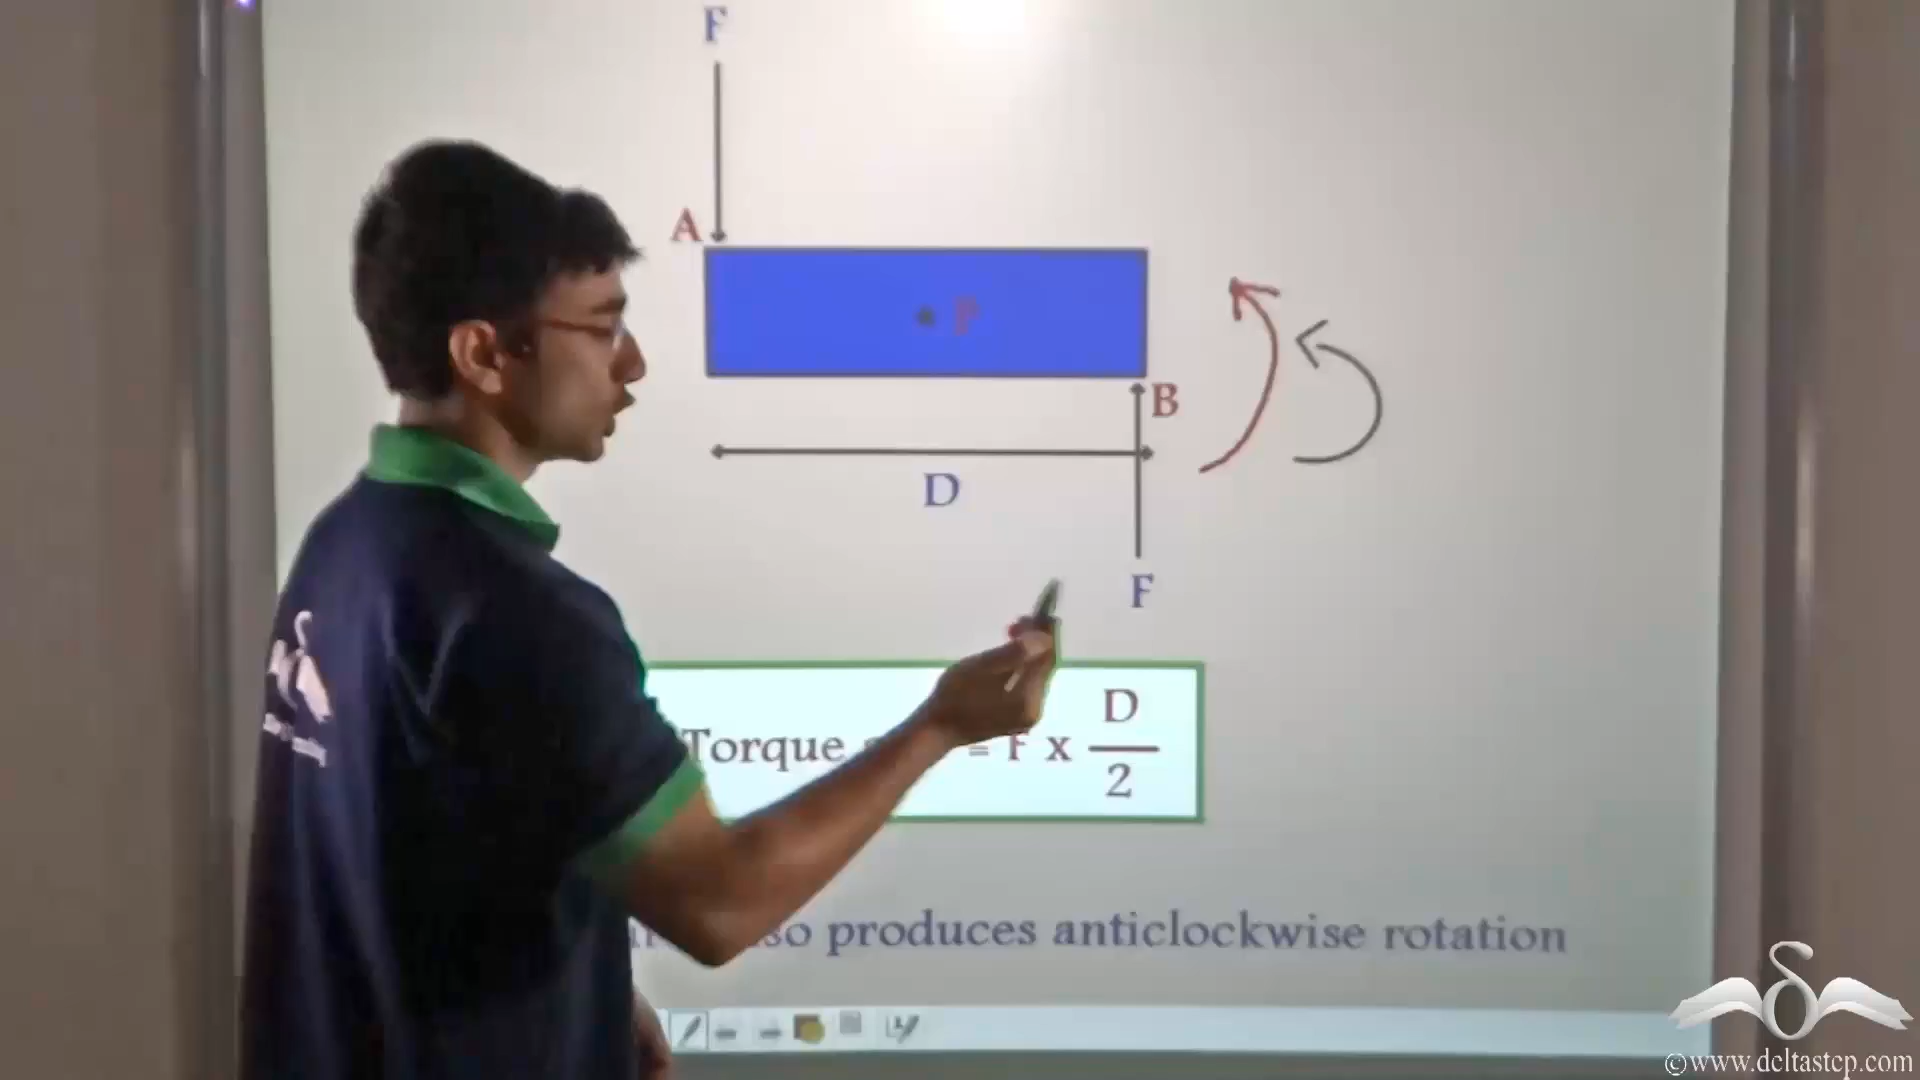 F
A
P
B
D
F
Torque = F x D
2
so produces anticlockwise rotation
©www.deltastep.com